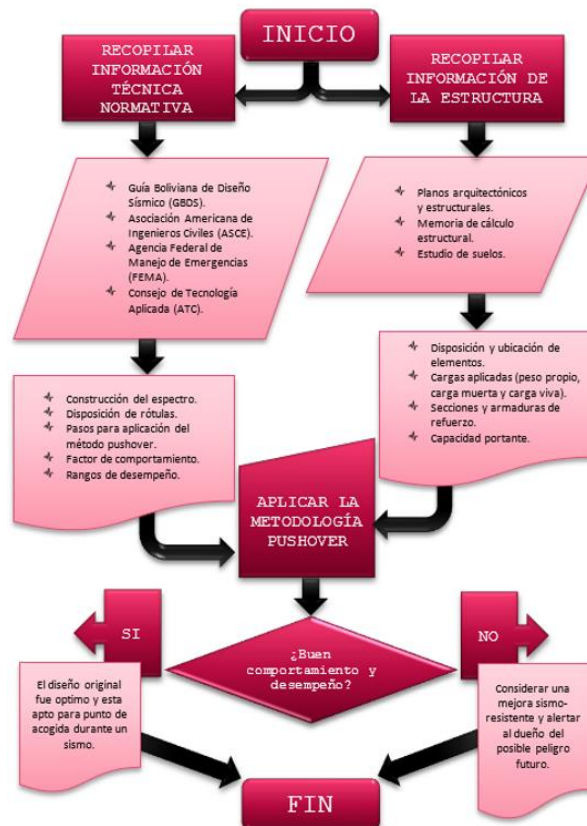 INICIO
RECOPILAR
INFORMACIÓN
TÉCNICA
NORMATIVA
RECOPILAR
INFORMACIÓN DE
LA ESTRUCTURA
Guía Boliviana de Diseño
Sísmico (GBDS).
Asociación Americana de
Ingenieros Civiles (ASCE).
Agencia Federal de
Manejo de Emergencias
(FEMA).
Consejo de Tecnología
Aplicada (ATC).
Planos arquitectónicos
y estructurales.
Memoria de cálculo
estructural.
Estudio de suelos.
Construcción del espectro.
Disposición de rótulas.
Pasos para aplicación del
método pushover.
Factor de comportamiento.
Rangos de desempeño.
Disposición y ubicación de
elementos.
Cargas aplicadas (peso propio,
carga muerta y carga viva).
Secciones y armaduras de
refuerzo.
Capacidad portante.
APLICAR LA
METODOLOGÍA
PUSHOVER
SI
¿Buen
comportamiento y
desempeño?
NO
El diseño original
fue optimo y esta
apto para punto de
acogida durante un
sismo.
Considerar una
mejora sismo-
resistente y alertar
al dueño del
posible peligro
futuro.
FIN